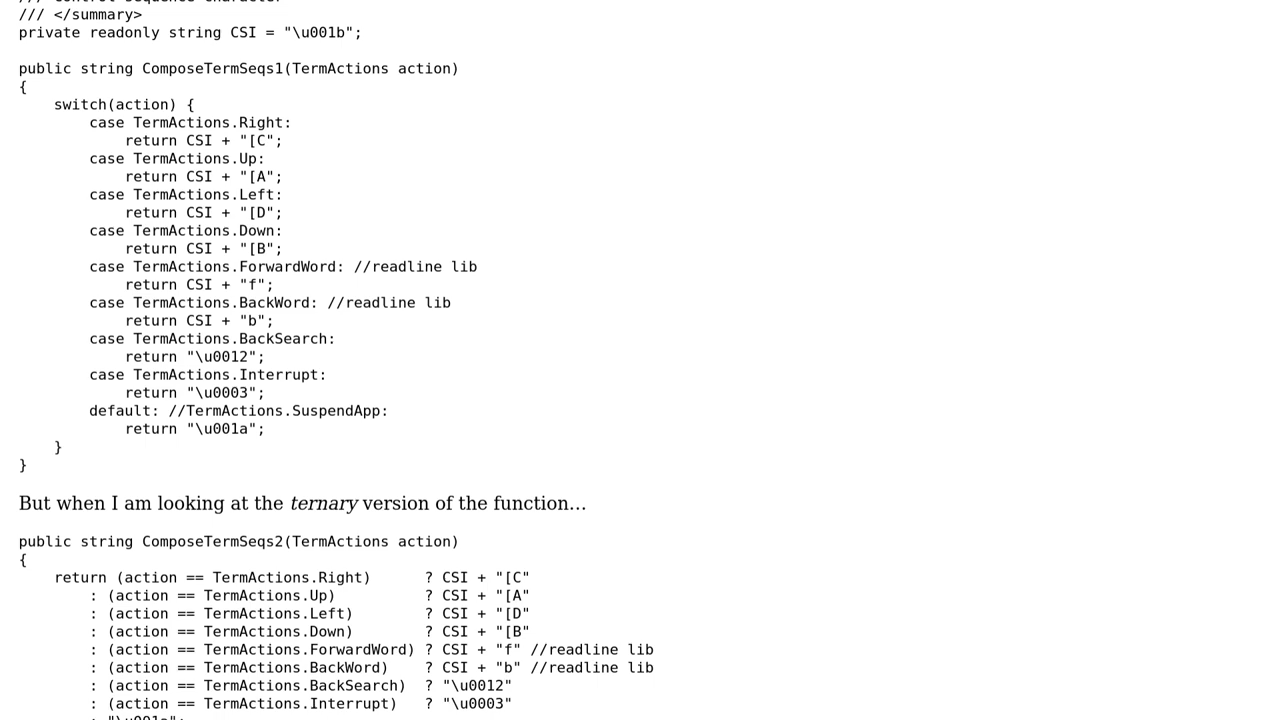 /// control sequence character
/// </summary>
private readonly string CSI = "\u001b";
public string ComposeTermSeqs1(TermActions action)
{
    switch(action) {
        case TermActions.Right:
            return CSI + "[C";
        case TermActions.Up:
            return CSI + "[A";
        case TermActions.Left:
            return CSI + "[D";
        case TermActions.Down:
            return CSI + "[B";
        case TermActions.ForwardWord: //readline lib
            return CSI + "f";
        case TermActions.BackWord: //readline lib
            return CSI + "b";
        case TermActions.BackSearch:
            return "\u0012";
        case TermActions.Interrupt:
            return "\u0003";
        default: //TermActions.SuspendApp:
            return "\u001a";
    }
}
But when I am looking at the ternary version of the function…
public string ComposeTermSeqs2(TermActions action)
{
    return (action == TermActions.Right)      ? CSI + "[C"
        : (action == TermActions.Up)          ? CSI + "[A"
        : (action == TermActions.Left)        ? CSI + "[D"
        : (action == TermActions.Down)        ? CSI + "[B"
        : (action == TermActions.ForwardWord) ? CSI + "f" //readline lib
        : (action == TermActions.BackWord)    ? CSI + "b" //readline lib
        : (action == TermActions.BackSearch)  ? "\u0012"
        : (action == TermActions.Interrupt)   ? "\u0003"
        : "\u001a";